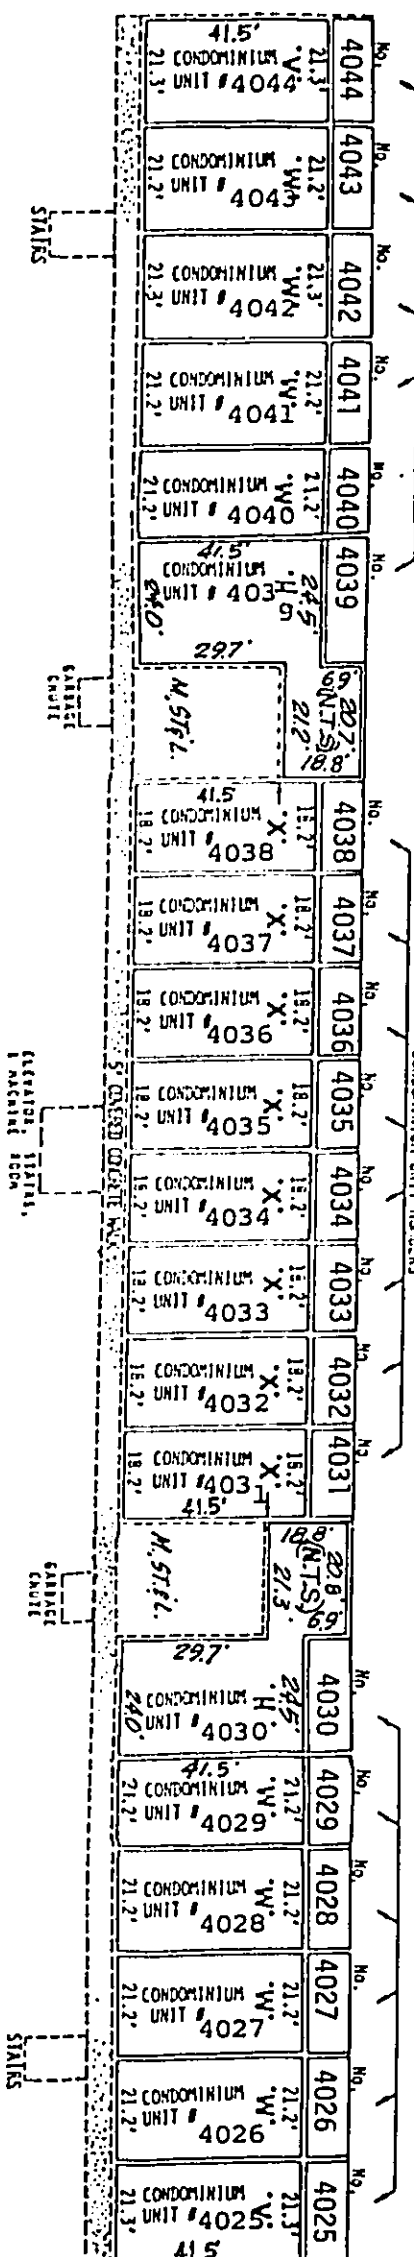 41.5'
21.3'
CONDOMINIUM
UNIT # 4044
"V"
21.3'
4044
No.
21.2'
CONDOMINIUM
UNIT # 4043
"W"
21.2'
4043
No.
STAIRS
21.3'
CONDOMINIUM
UNIT # 4042
"W"
21.3'
4042
No.
21.2'
CONDOMINIUM
UNIT # 4041
"W"
21.2'
4041
No.
21.2'
CONDOMINIUM
UNIT # 4040
"W"
21.2'
4040
No.
41.5'
CONDOMINIUM
UNIT # 4039
"H"
24.5'
24.0'
29.7'
4039
No.
GARBAGE
CHUTE
M, ST&L.
6.9'
20.7'
(N.T.S)
21.2'
18.8'
41.5'
18.2'
CONDOMINIUM
UNIT # 4038
"X"
18.2'
4038
No.
18.2'
CONDOMINIUM
UNIT # 4037
"X"
18.2'
4037
No.
18.2'
CONDOMINIUM
UNIT # 4036
"X"
18.2'
4036
No.
ELEVATOR, STAIRS,
& MACHINE ROOM
5' COVERED CONCRETE WALK
18.2'
CONDOMINIUM
UNIT # 4035
"X"
18.2'
4035
No.
18.2'
CONDOMINIUM
UNIT # 4034
"X"
18.2'
4034
No.
18.2'
CONDOMINIUM
UNIT # 4033
"X"
18.2'
4033
No.
18.2'
CONDOMINIUM
UNIT # 4032
"X"
18.2'
4032
No.
18.2'
CONDOMINIUM
UNIT # 4031
"X"
18.2'
41.5'
4031
No.
GARBAGE
CHUTE
M, ST&L.
18.8'
20.8'
(N.T.S)
21.3'
6.9'
29.7'
24.0'
CONDOMINIUM
UNIT # 4030
"H"
24.5'
4030
No.
41.5'
21.2'
CONDOMINIUM
UNIT # 4029
"W"
21.2'
4029
No.
21.2'
CONDOMINIUM
UNIT # 4028
"W"
21.2'
4028
No.
21.2'
CONDOMINIUM
UNIT # 4027
"W"
21.2'
4027
No.
STAIRS
21.2'
CONDOMINIUM
UNIT # 4026
"W"
21.2'
4026
No.
21.3'
CONDOMINIUM
UNIT # 4025
"V"
21.3'
41.5'
4025
No.